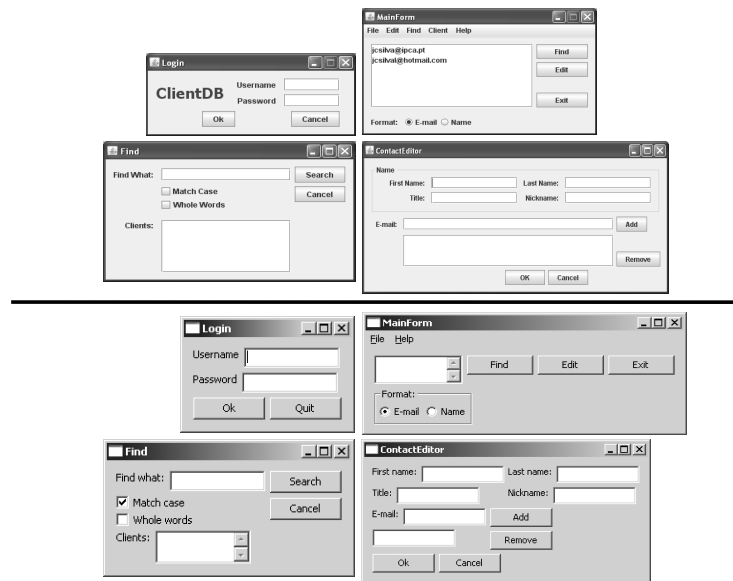 Login
ClientDB
Username
Password
Ok Cancel
MainForm
File Edit Find Client Help
jcsilva@ipca.pt
jcsilval@hotmail.com
Find
Edit
Exit
Format: E-mail Name
Find
Find What:
Search
Match Case
Cancel
Whole Words
Clients:
ContactEditor
Name
First Name: Last Name:
Title: Nickname:
E-mail: Add
Remove
OK Cancel
Login
Username
Password
Ok Quit
MainForm
File Help
Find Edit Exit
Format:
E-mail Name
Find
Find what:
Search
Match case
Cancel
Whole words
Clients:
ContactEditor
First name: Last name:
Title: Nickname:
E-mail: Add
Remove
Ok Cancel